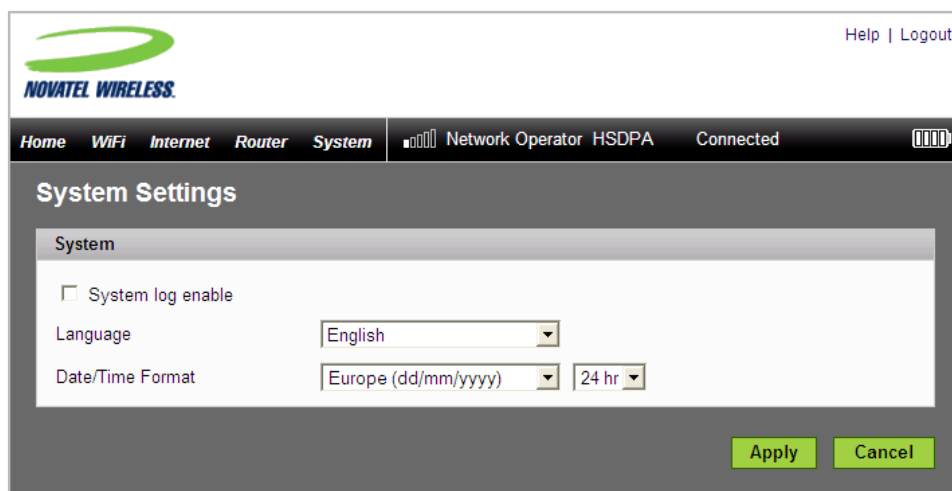 Help | Logout
NOVATEL WIRELESS.
Home WiFi Internet Router System Network Operator HSDPA Connected
System Settings
System
System log enable
Language English
Date/Time Format Europe (dd/mm/yyyy) 24 hr
Apply Cancel